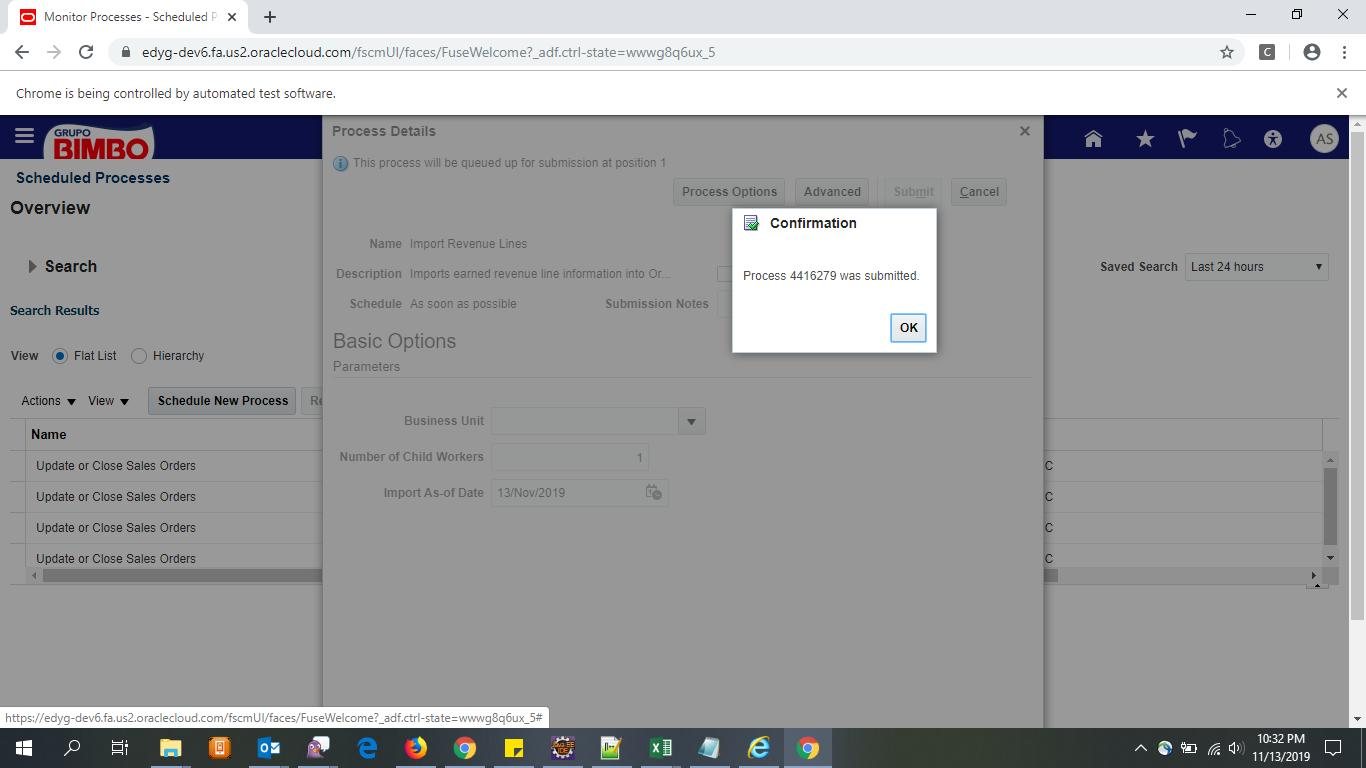 Monitor Processes - Scheduled P
edyg-dev6.fa.us2.oraclecloud.com/fscmUI/faces/FuseWelcome?_adf.ctrl-state=wwwg8q6ux_5
C
Chrome is being controlled by automated test software.
GRUPO
BIMBO
Process Details
AS
This process will be queued up for submission at position 1
Scheduled Processes
Process Options
Advanced
Submit
Cancel
Overview
Confirmation
Name Import Revenue Lines
Search
Description Imports earned revenue line information into Or...
Process 4416279 was submitted.
Saved Search Last 24 hours
Schedule As soon as possible
Submission Notes
Search Results
OK
Basic Options
View Flat List Hierarchy
Parameters
Actions View Schedule New Process Re
Business Unit
Name
Number of Child Workers 1
Import As-of Date 13/Nov/2019
Update or Close Sales Orders C
Update or Close Sales Orders C
Update or Close Sales Orders C
Update or Close Sales Orders C
https://edyg-dev6.fa.us2.oraclecloud.com/fscmUI/faces/FuseWelcome?_adf.ctrl-state=wwwg8q6ux_5#
10:32 PM
11/13/2019